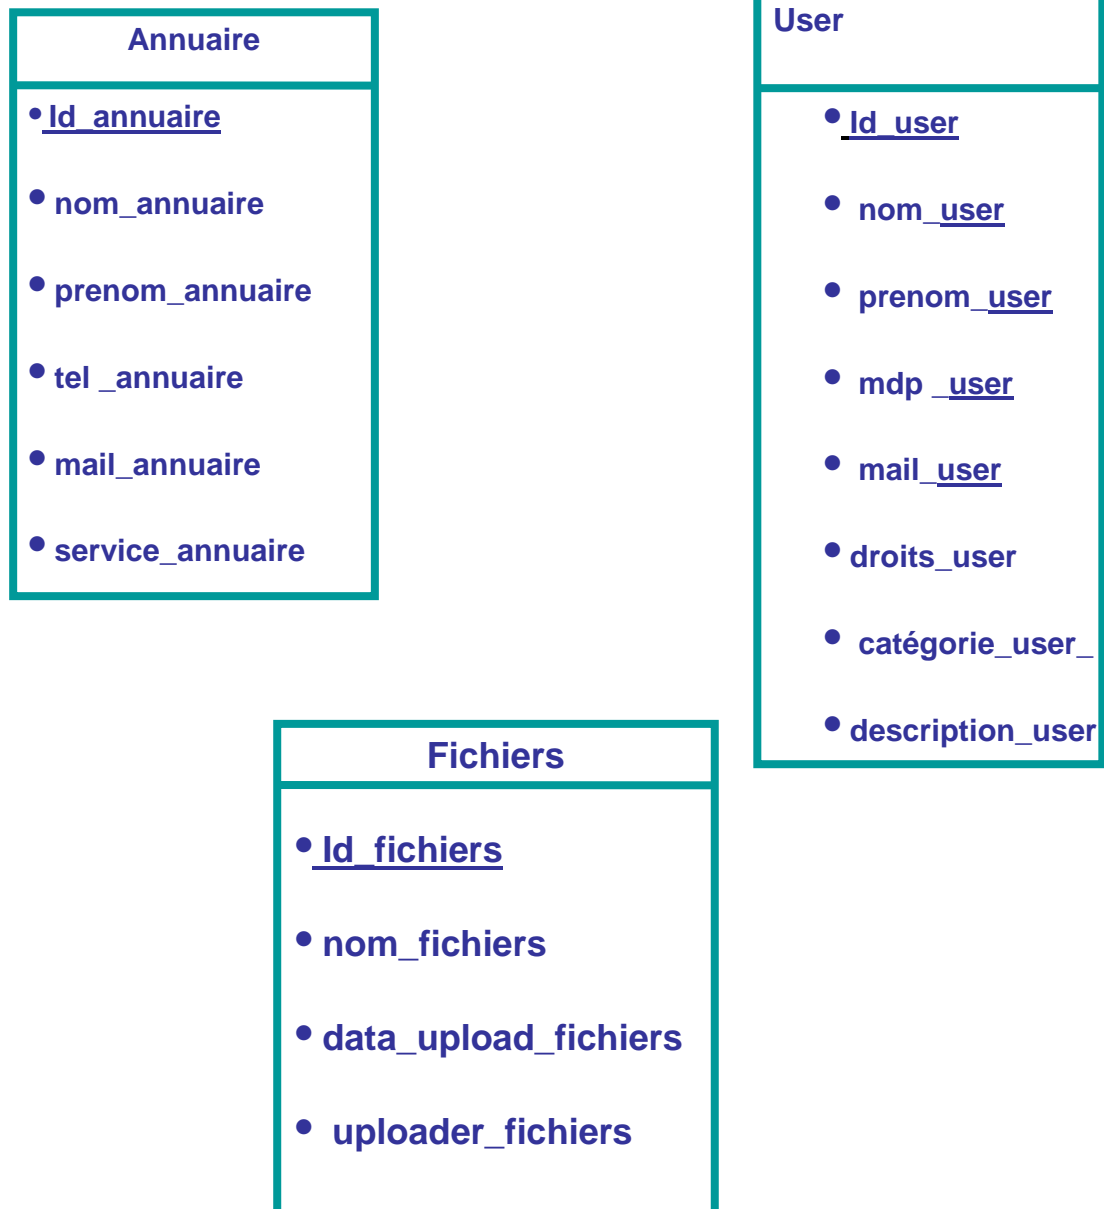 Annuaire
• Id_annuaire
• nom_annuaire
• prenom_annuaire
• tel _annuaire
• mail_annuaire
• service_annuaire
User
• Id_user
• nom_user
• prenom_user
• mdp _user
• mail_user
• droits_user
• catégorie_user_
• description_user
Fichiers
• Id_fichiers
• nom_fichiers
• data_upload_fichiers
• uploader_fichiers